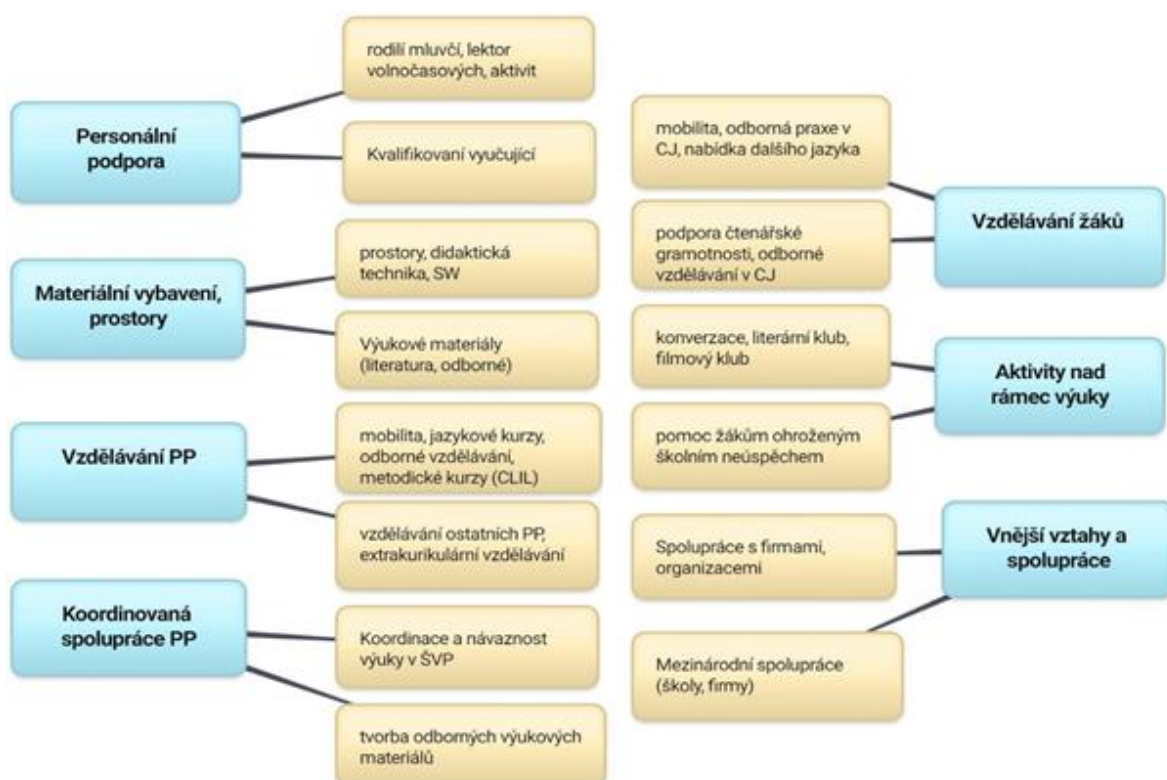 Personální
podpora
rodilí mluvčí, lektor
volnočasových, aktivit
Kvalifikovaní vyučující
Materiální vybavení,
prostory
prostory, didaktická
technika, SW
Výukové materiály
(literatura, odborné)
Vzdělávání PP
mobilita, jazykové kurzy,
odborné vzdělávání,
metodické kurzy (CLIL)
vzdělávání ostatních PP,
extrakurikulární vzdělávání
Koordinovaná
spolupráce PP
Koordinace a návaznost
výuky v ŠVP
tvorba odborných výukových
materiálů
mobilita, odborná praxe v
CJ, nabídka dalšího jazyka
podpora čtenářské
gramotnosti, odborné
vzdělávání v CJ
Vzdělávání žáků
konverzace, literární klub,
filmový klub
pomoc žákům ohroženým
školním neúspěchem
Aktivity nad
rámec výuky
Spolupráce s firmami,
organizacemi
Mezinárodní spolupráce
(školy, firmy)
Vnější vztahy a
spolupráce